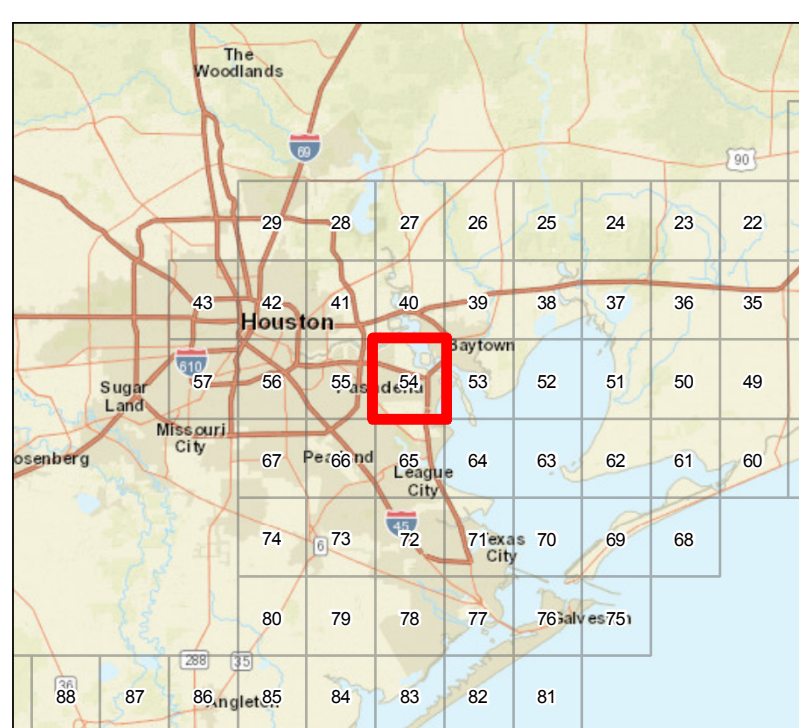 The
Woodlands
69
90
29 28 27 26 25 24 23 22
43 42 41 40 39 38 37 36 35
Houston
Baytown
610
57 56 55 54 53 52 51 50 49
Pasadena
Sugar
Land
Missouri
City
osenberg
67 66 65 64 63 62 61 60
Pearland
League
City
45
6
74 73 72 71 70 69 68
Texas
City
80 79 78 77 76 75
Galveston
288 35
36
88 87 86 85 84 83 82 81
Angleton